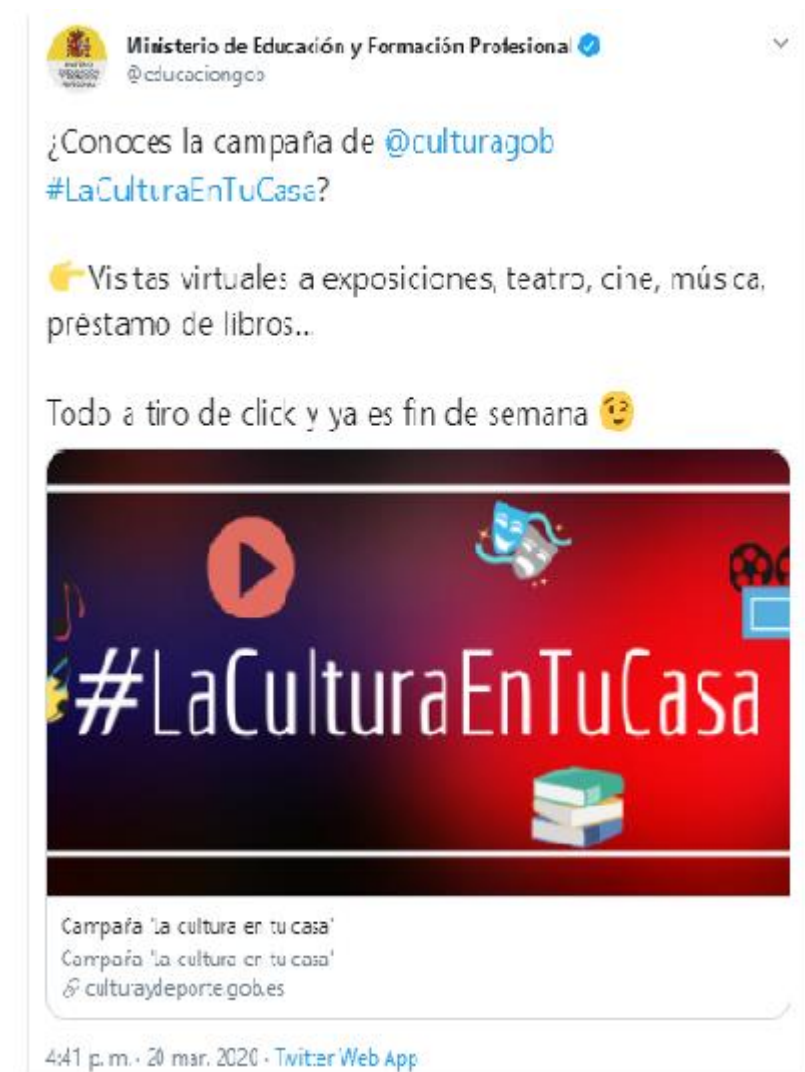 Ministerio de Educación y Formación Profesional
@educaciongob
¿Conoces la campaña de @culturagob
#LaCulturaEnTuCasa?
Vistas virtuales a exposiciones, teatro, cine, música,
préstamo de libros...
Todo a tiro de click y ya es fin de semana
#LaCulturaEnTuCasa
Campaña 'La cultura en tu casa'
Campaña 'La cultura en tu casa'
culturaydeporte.gob.es
4:41 p. m. · 20 mar. 2020 · Twitter Web App